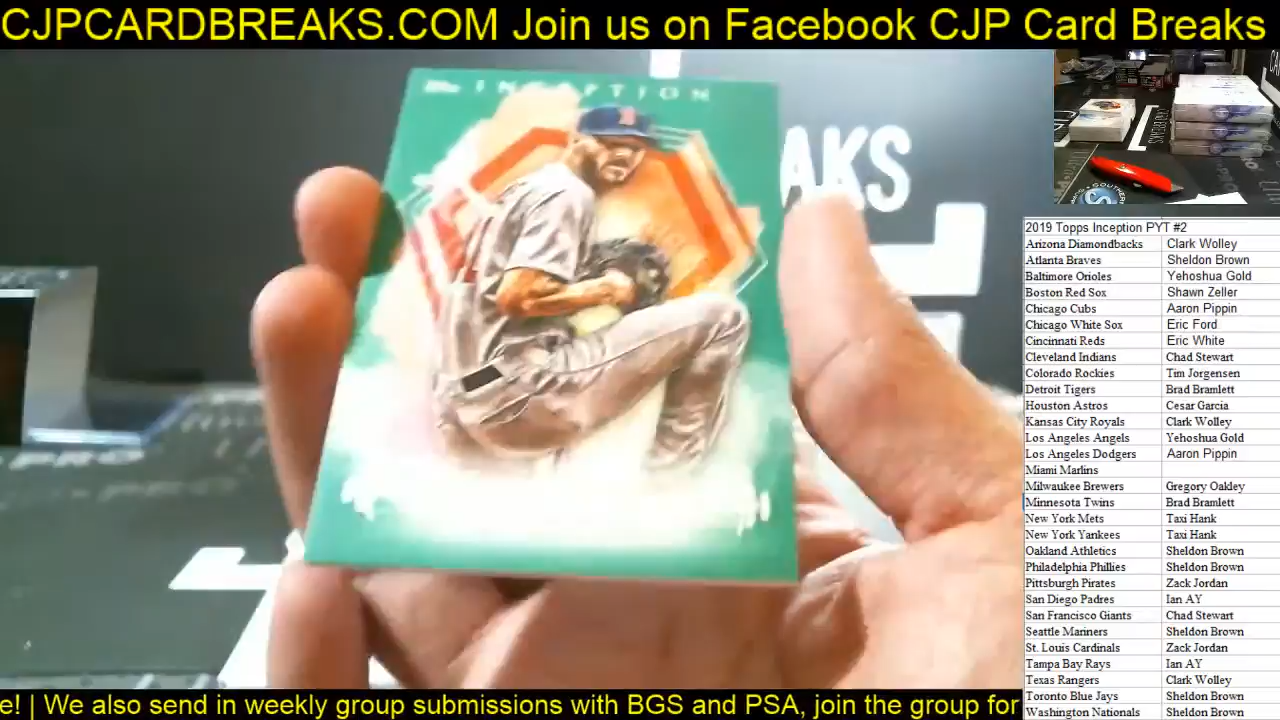 CJPCARDBREAKS.COM Join us on Facebook CJP Card Breaks
INCEPTION
AKS
2019 Topps Inception PYT #2
Arizona Diamondbacks Clark Wolley
Atlanta Braves Sheldon Brown
Baltimore Orioles Yehoshua Gold
Boston Red Sox Shawn Zeller
Chicago Cubs Aaron Pippin
Chicago White Sox Eric Ford
Cincinnati Reds Eric White
Cleveland Indians Chad Stewart
Colorado Rockies Tim Jorgensen
Detroit Tigers Brad Bramlett
Houston Astros Cesar Garcia
Kansas City Royals Clark Wolley
Los Angeles Angels Yehoshua Gold
Los Angeles Dodgers Aaron Pippin
Miami Marlins
Milwaukee Brewers Gregory Oakley
Minnesota Twins Brad Bramlett
New York Mets Taxi Hank
New York Yankees Taxi Hank
Oakland Athletics Sheldon Brown
Philadelphia Phillies Sheldon Brown
Pittsburgh Pirates Zack Jordan
San Diego Padres Ian AY
San Francisco Giants Chad Stewart
Seattle Mariners Sheldon Brown
St. Louis Cardinals Zack Jordan
Tampa Bay Rays Ian AY
Texas Rangers Clark Wolley
Toronto Blue Jays Sheldon Brown
Washington Nationals Sheldon Brown
e! | We also send in weekly group submissions with BGS and PSA, join the group for